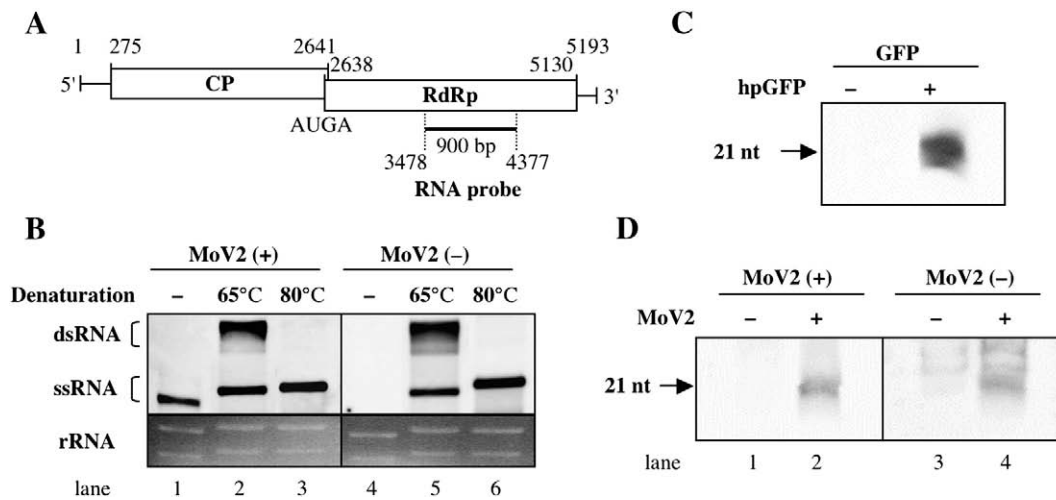 A
1 275 2641 5193
2638 5130
5' CP RdRp 3'
AUGA
900 bp
3478 4377
RNA probe
B
MoV2 (+) MoV2 (–)
Denaturation – 65°C 80°C – 65°C 80°C
dsRNA
ssRNA
rRNA
lane 1 2 3 4 5 6
C
GFP
hpGFP – +
21 nt
D
MoV2 (+) MoV2 (–)
MoV2 – + – +
21 nt
lane 1 2 3 4